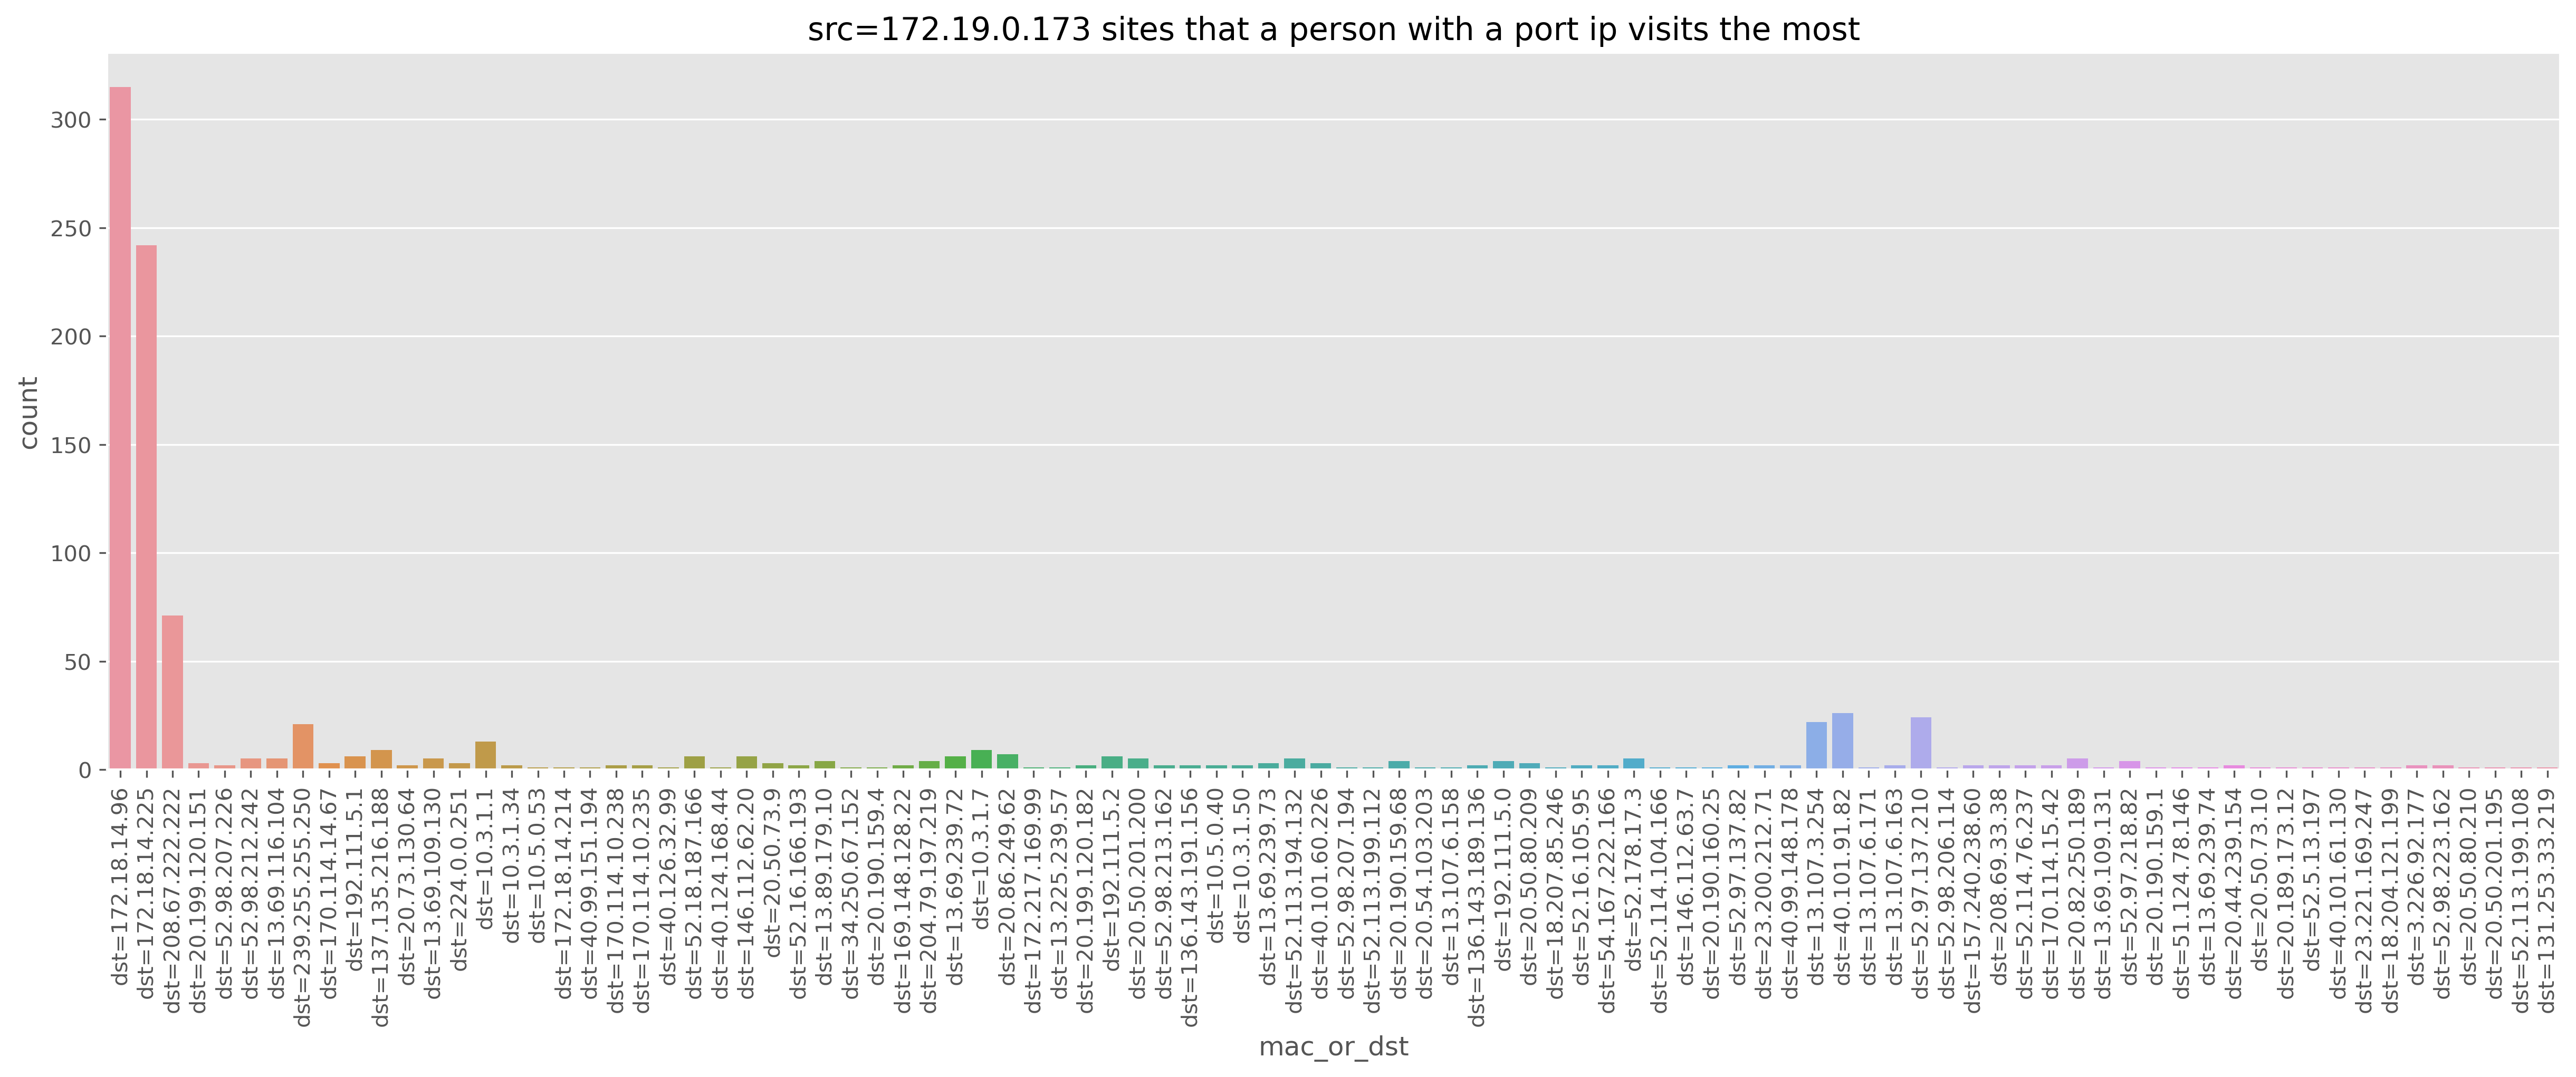 src=172.19.0.173 sites that a person with a port ip visits the most
count
300
250
200
150
100
50
0
dst=172.18.14.96
dst=172.18.14.225
dst=208.67.222.222
dst=20.199.120.151
dst=52.98.207.226
dst=52.98.212.242
dst=13.69.116.104
dst=239.255.255.250
dst=170.114.14.67
dst=192.111.5.1
dst=137.135.216.188
dst=20.73.130.64
dst=13.69.109.130
dst=224.0.0.251
dst=10.3.1.11
dst=10.3.1.34
dst=10.5.0.53
dst=172.18.14.214
dst=40.99.151.194
dst=170.114.10.238
dst=170.114.10.235
dst=40.126.32.99
dst=52.18.187.166
dst=40.124.168.44
dst=146.112.62.20
dst=20.50.73.9
dst=52.16.166.193
dst=13.89.179.10
dst=34.250.67.152
dst=20.190.159.4
dst=169.148.128.22
dst=204.79.197.219
dst=13.69.239.72
dst=10.3.1.7
dst=20.86.249.62
dst=172.217.169.99
dst=13.225.239.57
dst=20.199.120.182
dst=192.111.5.2
dst=20.50.201.200
dst=52.98.213.162
dst=136.143.191.156
dst=10.5.0.40
dst=10.3.1.50
dst=13.69.239.73
dst=52.113.194.132
dst=40.101.60.226
dst=52.98.207.194
dst=52.113.199.112
dst=20.190.159.68
dst=20.54.103.203
dst=13.107.6.158
dst=136.143.189.136
dst=192.111.5.0
dst=20.50.80.209
dst=18.207.85.246
dst=52.16.105.95
dst=54.167.222.166
dst=52.178.17.3
dst=52.114.104.166
dst=146.112.63.7
dst=20.190.160.25
dst=52.97.137.82
dst=23.200.212.71
dst=40.99.148.178
dst=13.107.3.254
dst=40.101.91.82
dst=13.107.6.171
dst=13.107.6.163
dst=52.97.137.210
dst=52.98.206.114
dst=157.240.238.60
dst=208.69.33.38
dst=52.114.76.237
dst=170.114.15.42
dst=20.82.250.189
dst=13.69.109.131
dst=52.97.218.82
dst=20.190.159.1
dst=51.124.78.146
dst=13.69.239.74
dst=20.44.239.154
dst=20.50.73.10
dst=20.189.173.12
dst=52.5.13.197
dst=40.101.61.130
dst=23.221.169.247
dst=18.204.121.199
dst=3.226.92.177
dst=52.98.223.162
dst=20.50.80.210
dst=20.50.201.195
dst=52.113.199.108
dst=131.253.33.219
mac_or_dst